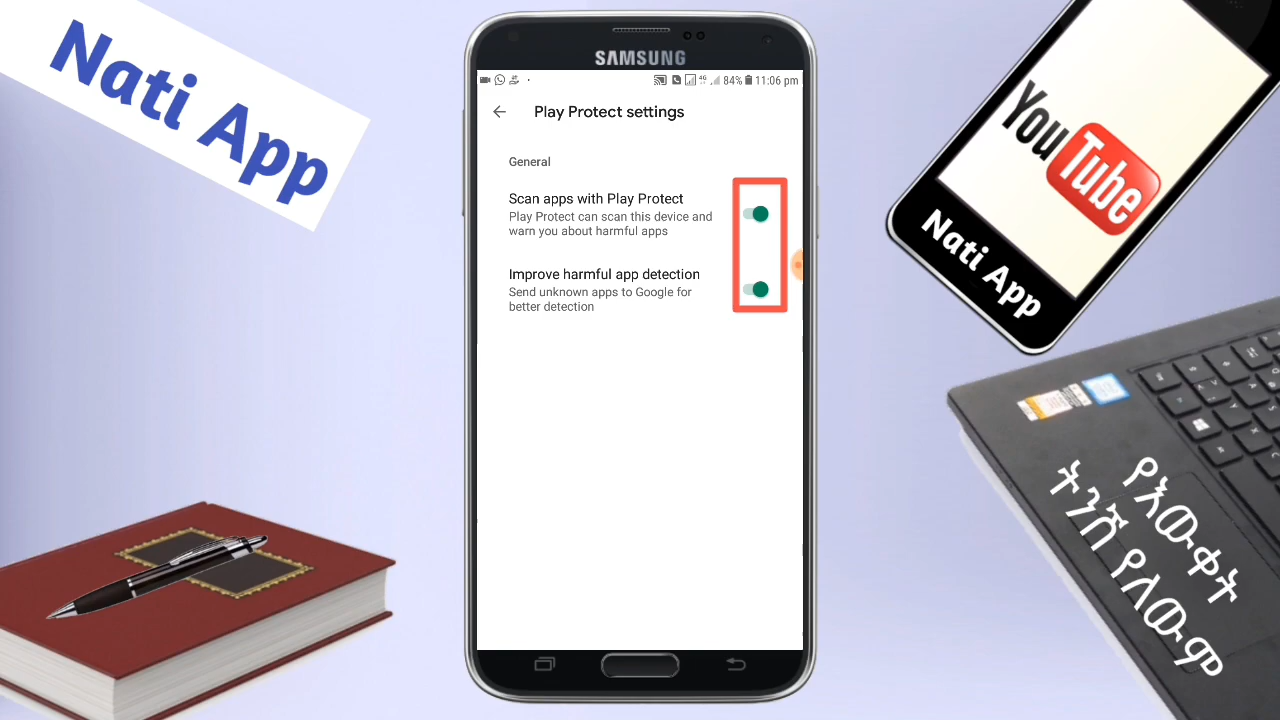 Nati App
SAMSUNG
4G
84%
11:06 pm
Play Protect settings
General
Scan apps with Play Protect
Play Protect can scan this device and
warn you about harmful apps
Improve harmful app detection
Send unknown apps to Google for
better detection
YouTube
Nati App
የእውቀት
ትንሽ የለውም